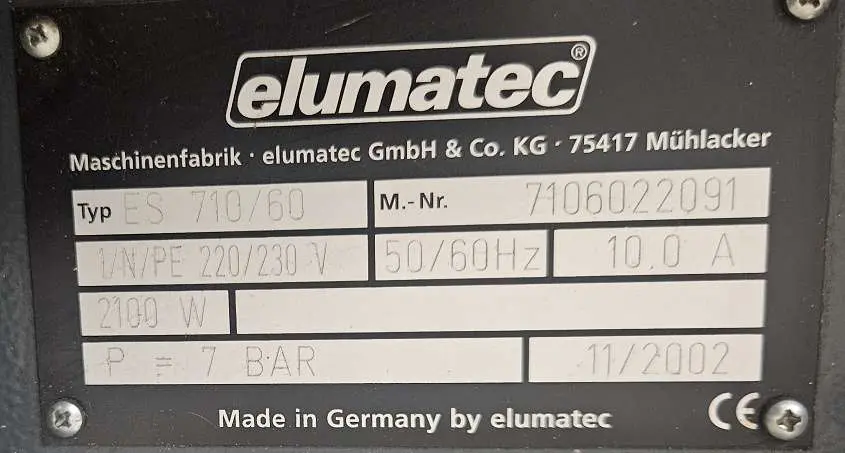 elumatec®
Maschinenfabrik · elumatec GmbH & Co. KG · 75417 Mühlacker
Typ ES 710/60 M.-Nr. 7106022091
1/N/PE 220/230 V 50/60Hz 10.0 A
2100 W
P = 7 BAR 11/2002
Made in Germany by elumatec CE